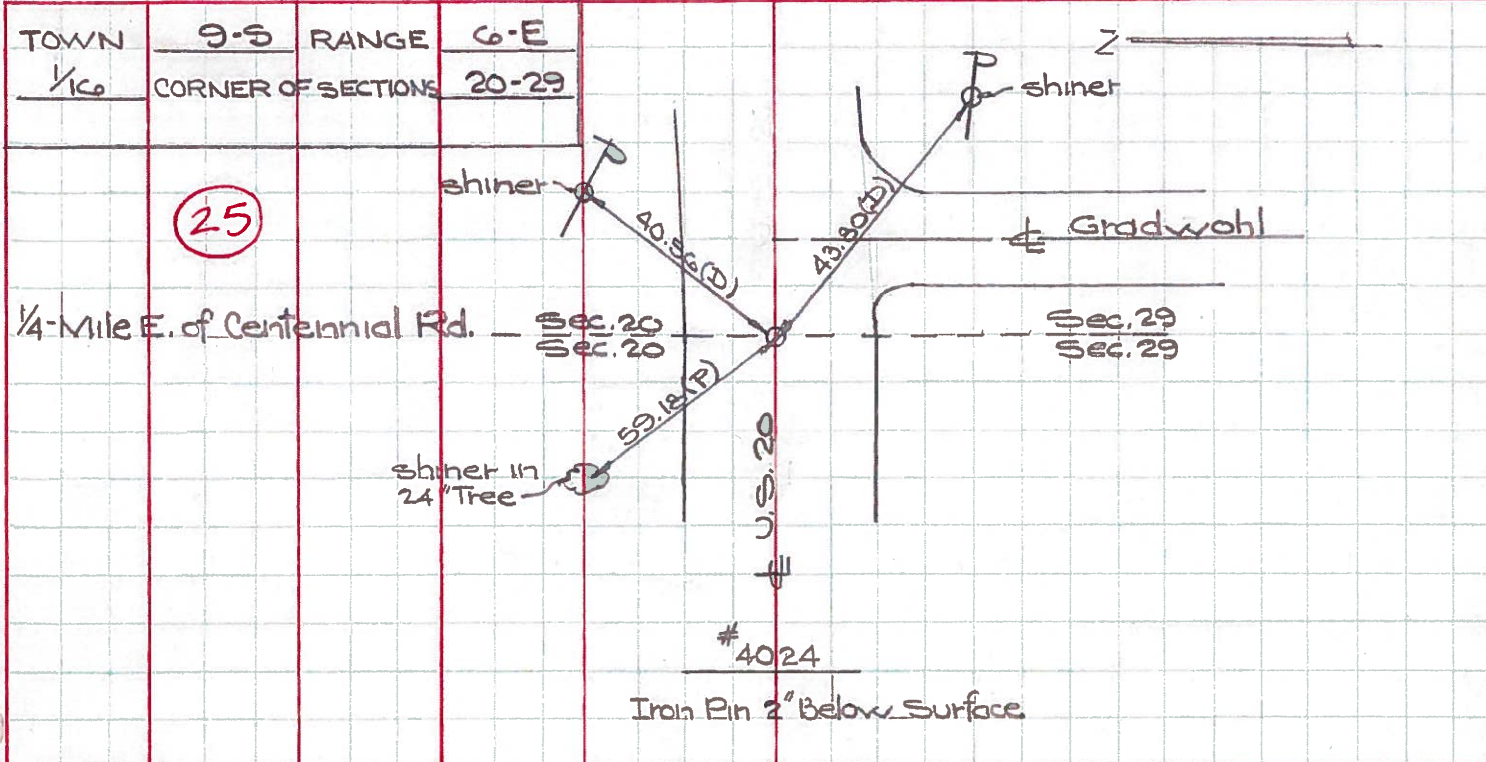 TOWN 9-S RANGE 6-E
1/16 CORNER OF SECTIONS 20-29
Z
shiner
shiner
25
40.56(D)
43.80(D)
℄ Gradwohl
1/4-Mile E. of Centennial Rd.
Sec. 20
Sec. 20
Sec. 29
Sec. 29
59.18(P)
shiner in
24" Tree
℄ U.S. 20
#4024
Iron Pin 2" Below Surface